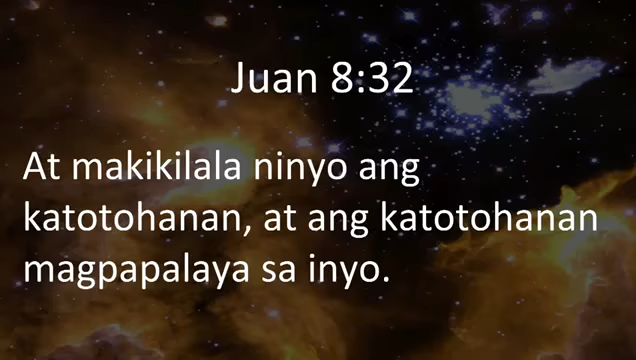 Juan 8:32
At makikilala ninyo ang
katotohanan, at ang katotohanan
magpapalaya sa inyo.